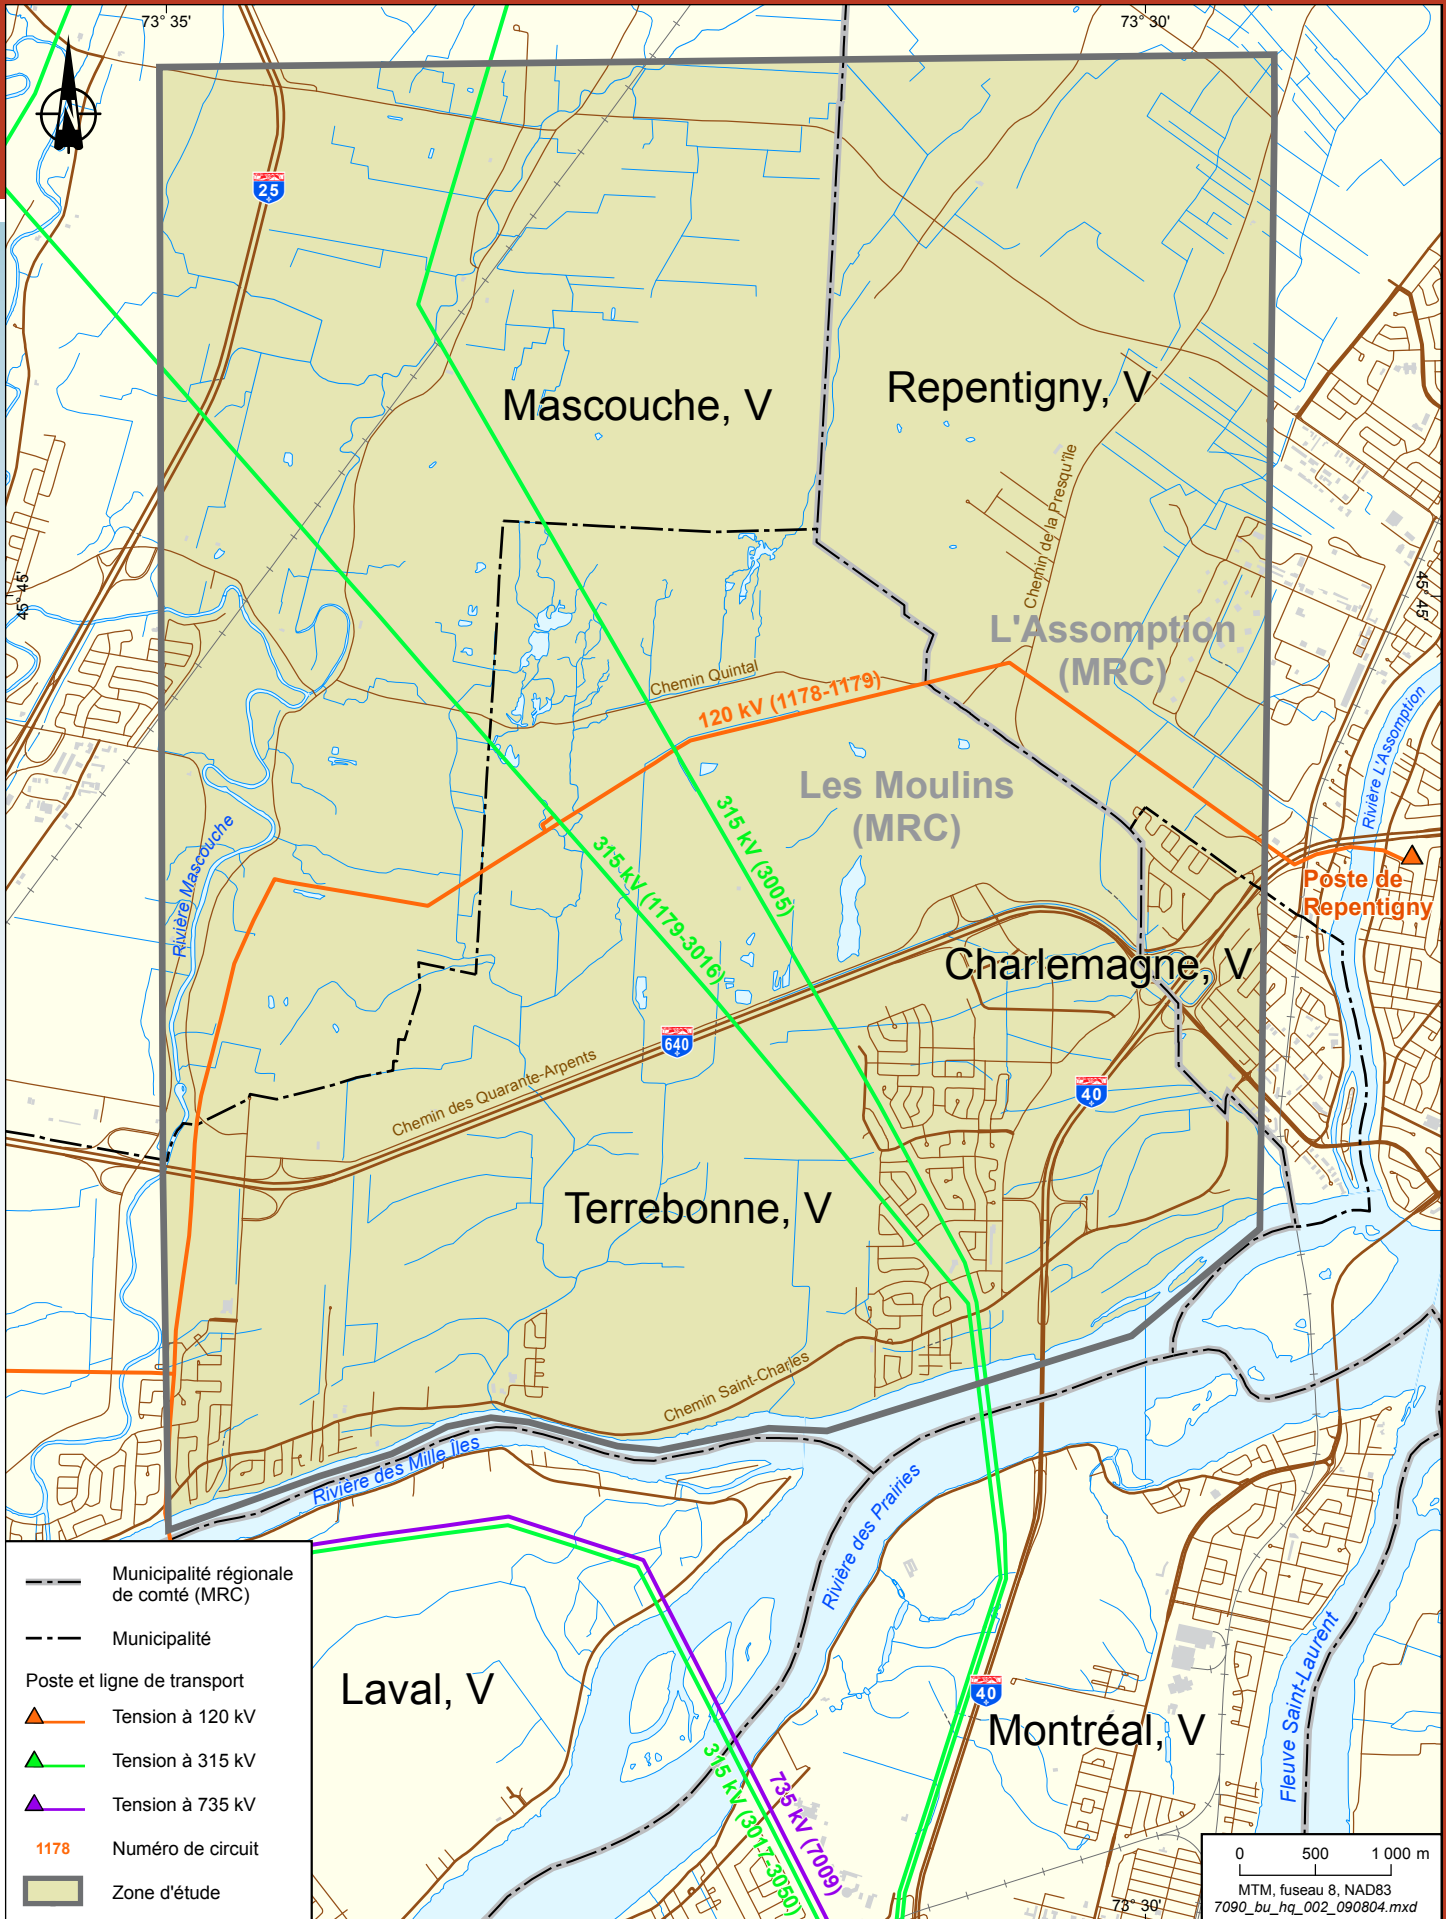 73° 35'
73° 30'
25
Mascouche, V
Repentigny, V
Chemin de la Presqu'île
45° 45'
45° 45'
L'Assomption
(MRC)
Chemin Quintal
120 kV (1178-1179)
Rivière L'Assomption
Les Moulins
(MRC)
315 kV (3005)
Rivière Mascouche
315 kV (1179-3016)
Poste de
Repentigny
Charlemagne, V
640
Chemin des Quarante-Arpents
40
Terrebonne, V
Chemin Saint-Charles
Rivière des Mille Îles
Rivière des Prairies
Laval, V
40
Montréal, V
Fleuve Saint-Laurent
315 kV (3017-3050)
735 kV (7009)
73° 30'
Municipalité régionale
de comté (MRC)
Municipalité
Poste et ligne de transport
Tension à 120 kV
Tension à 315 kV
Tension à 735 kV
1178 Numéro de circuit
Zone d'étude
0 500 1 000 m
MTM, fuseau 8, NAD83
7090_bu_hq_002_090804.mxd